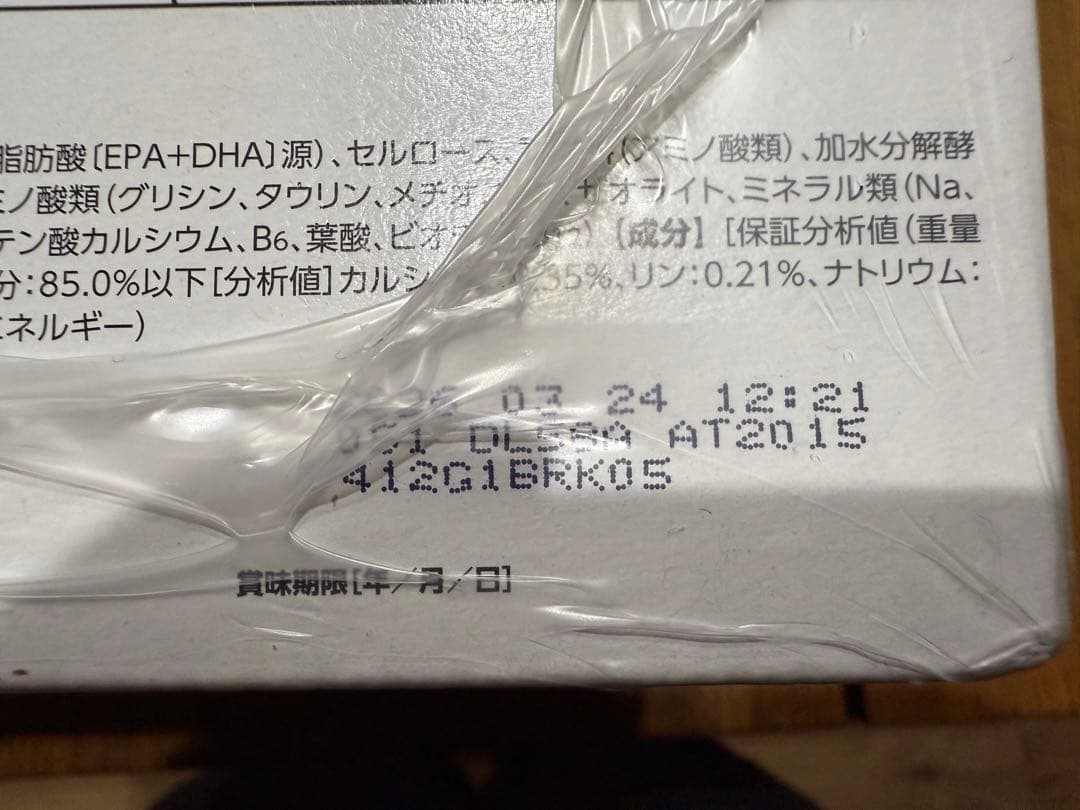 脂肪酸〔EPA+DHA〕源)、セルロース、(アミノ酸類)、加水分解酵
ミノ酸類(グリシン、タウリン、メチオ、ゼオライト、ミネラル類(Na、
テン酸カルシウム、B6、葉酸、ビオ【成分】[保証分析値(重量
分:85.0%以下[分析値]カルシ 0.35%、リン:0.21%、ナトリウム:
エネルギー)
03 24 12:21
AT2015
412G1BRK05
賞味期限[年/月/日]